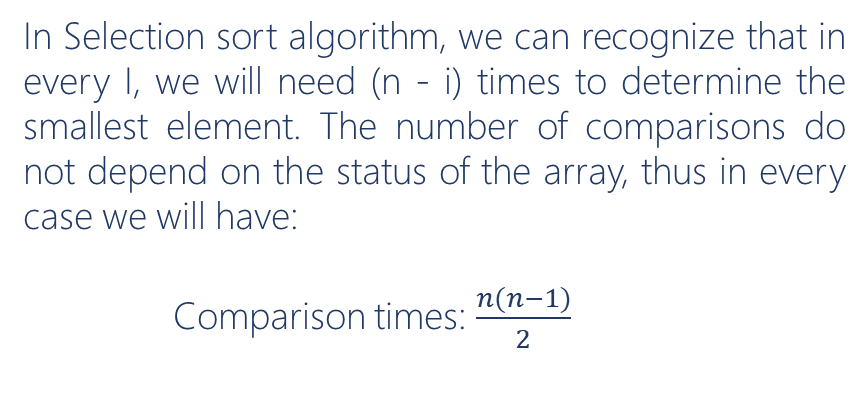 In Selection sort algorithm, we can recognize that in
every I, we will need (n - i) times to determine the
smallest element. The number of comparisons do
not depend on the status of the array, thus in every
case we will have:
Comparison times: n(n−1)/2